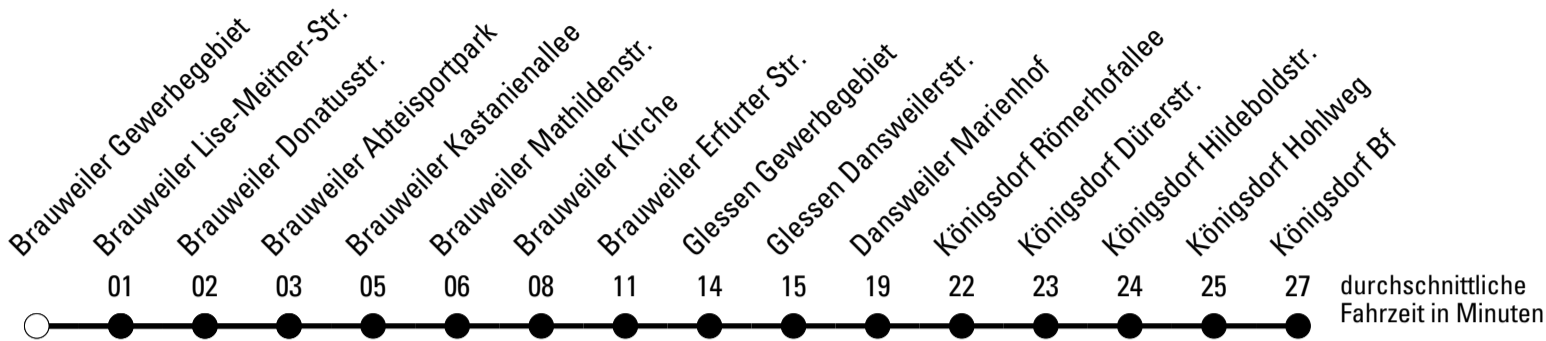 Brauweiler Gewerbegebiet
Brauweiler Lise-Meitner-Str.
Brauweiler Donatusstr.
Brauweiler Abteisportpark
Brauweiler Kastanienallee
Brauweiler Mathildenstr.
Brauweiler Kirche
Brauweiler Erfurter Str.
Glessen Gewerbegebiet
Glessen Dansweilerstr.
Dansweiler Marienhof
Königsdorf Römerhofallee
Königsdorf Dürerstr.
Königsdorf Hildeboldstr.
Königsdorf Hohlweg
Königsdorf Bf
01 02 03 05 06 08 11 14 15 19 22 23 24 25 27
durchschnittliche
Fahrzeit in Minuten